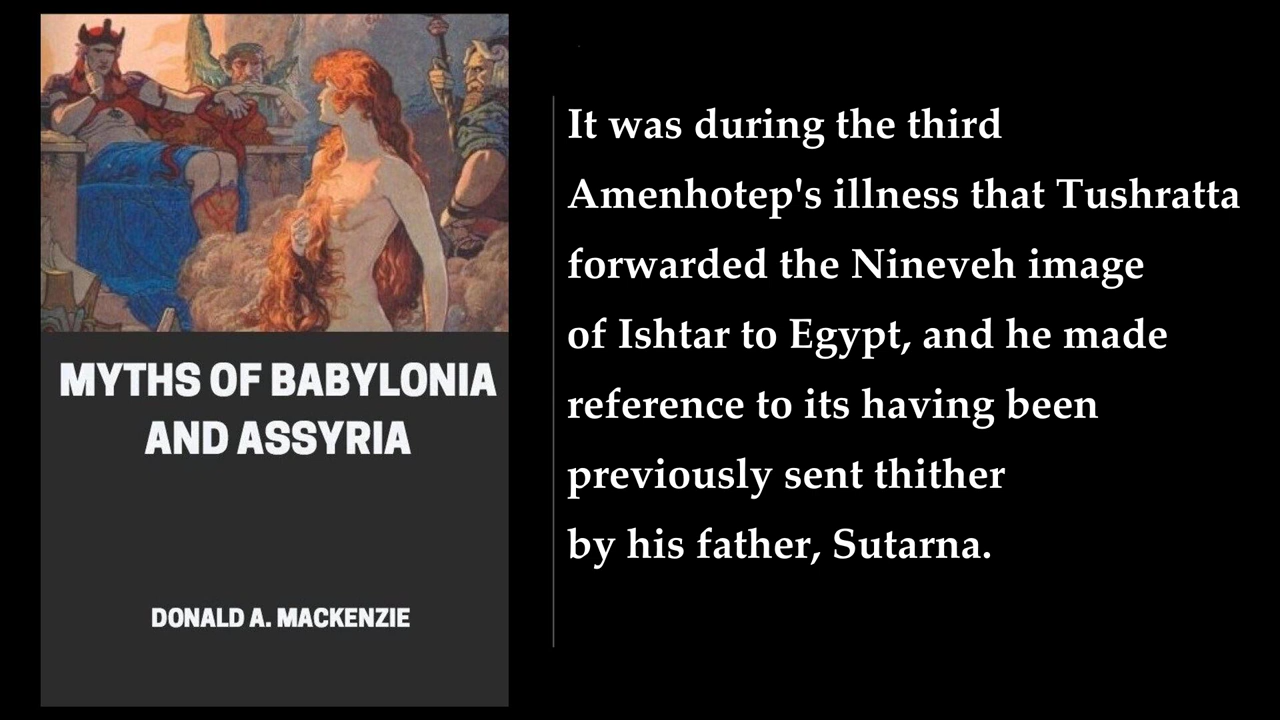 MYTHS OF BABYLONIA
AND ASSYRIA
DONALD A. MACKENZIE
It was during the third
Amenhotep's illness that Tushratta
forwarded the Nineveh image
of Ishtar to Egypt, and he made
reference to its having been
previously sent thither
by his father, Sutarna.